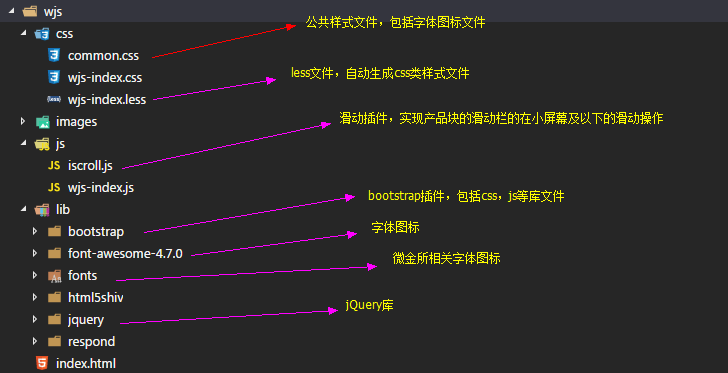 wjs
公共样式文件，包括字体图标文件
css
common.css
wjs-index.css
less文件，自动生成css类样式文件
{less} wjs-index.less
images
滑动插件，实现产品块的滑动栏的在小屏幕及以下的滑动操作
js
JS iscroll.js
JS wjs-index.js
bootstrap插件，包括css，js等库文件
lib
字体图标
bootstrap
font-awesome-4.7.0
微金所相关字体图标
fonts
html5shiv
jQuery库
jquery
respond
index.html